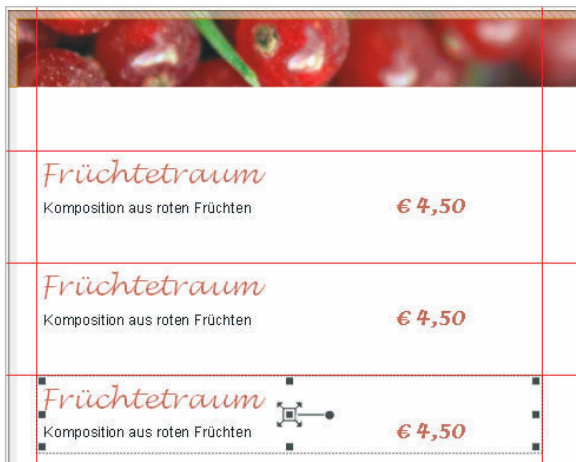 Früchtetraum
Komposition aus roten Früchten € 4,50
Früchtetraum
Komposition aus roten Früchten € 4,50
Früchtetraum
Komposition aus roten Früchten € 4,50